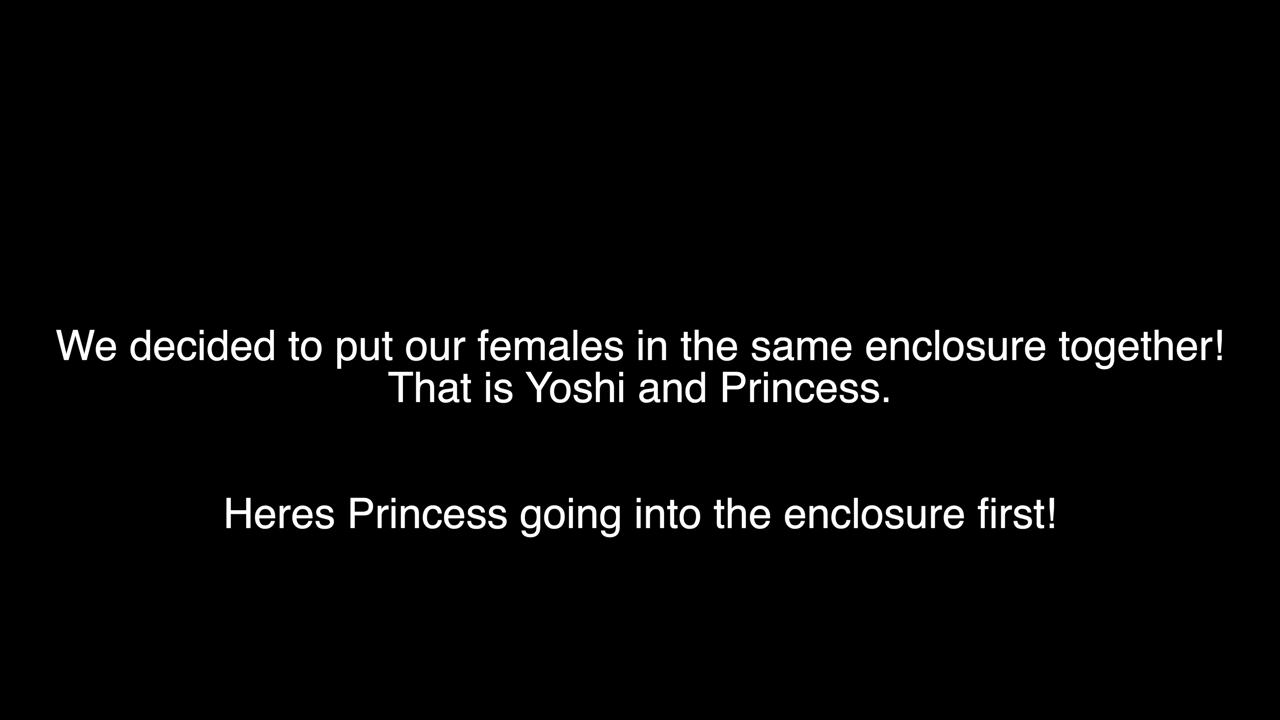 We decided to put our females in the same enclosure together!
That is Yoshi and Princess.
Heres Princess going into the enclosure first!